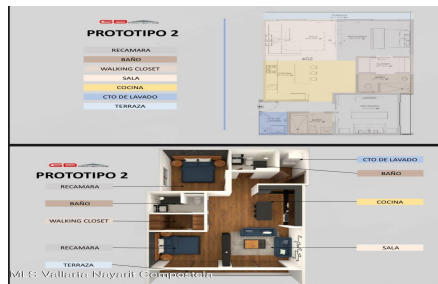 PROTOTIPO 2
RECAMARA
BAÑO
WALKING CLOSET
SALA
COCINA
CTO DE LAVADO
TERRAZA
402
PROTOTIPO 2
RECAMARA
BAÑO
WALKING CLOSET
RECAMARA
TERRAZA
CTO DE LAVADO
BAÑO
COCINA
SALA
MLS Vallarta Nayarit Compostela